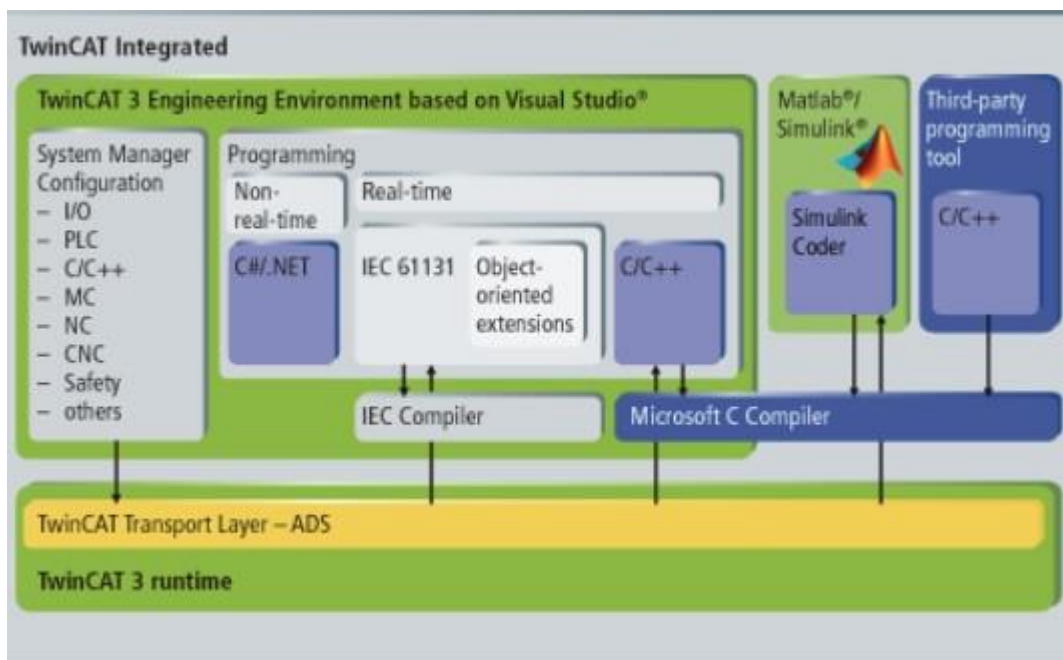 TwinCAT Integrated
TwinCAT 3 Engineering Environment based on Visual Studio®
System Manager
Configuration
– I/O
– PLC
– C/C++
– MC
– NC
– CNC
– Safety
– others
Programming
Non-
real-time
Real-time
C#/.NET
IEC 61131
Object-
oriented
extensions
C/C++
IEC Compiler
Matlab®/
Simulink®
Simulink
Coder
Third-party
programming
tool
C/C++
Microsoft C Compiler
TwinCAT Transport Layer – ADS
TwinCAT 3 runtime